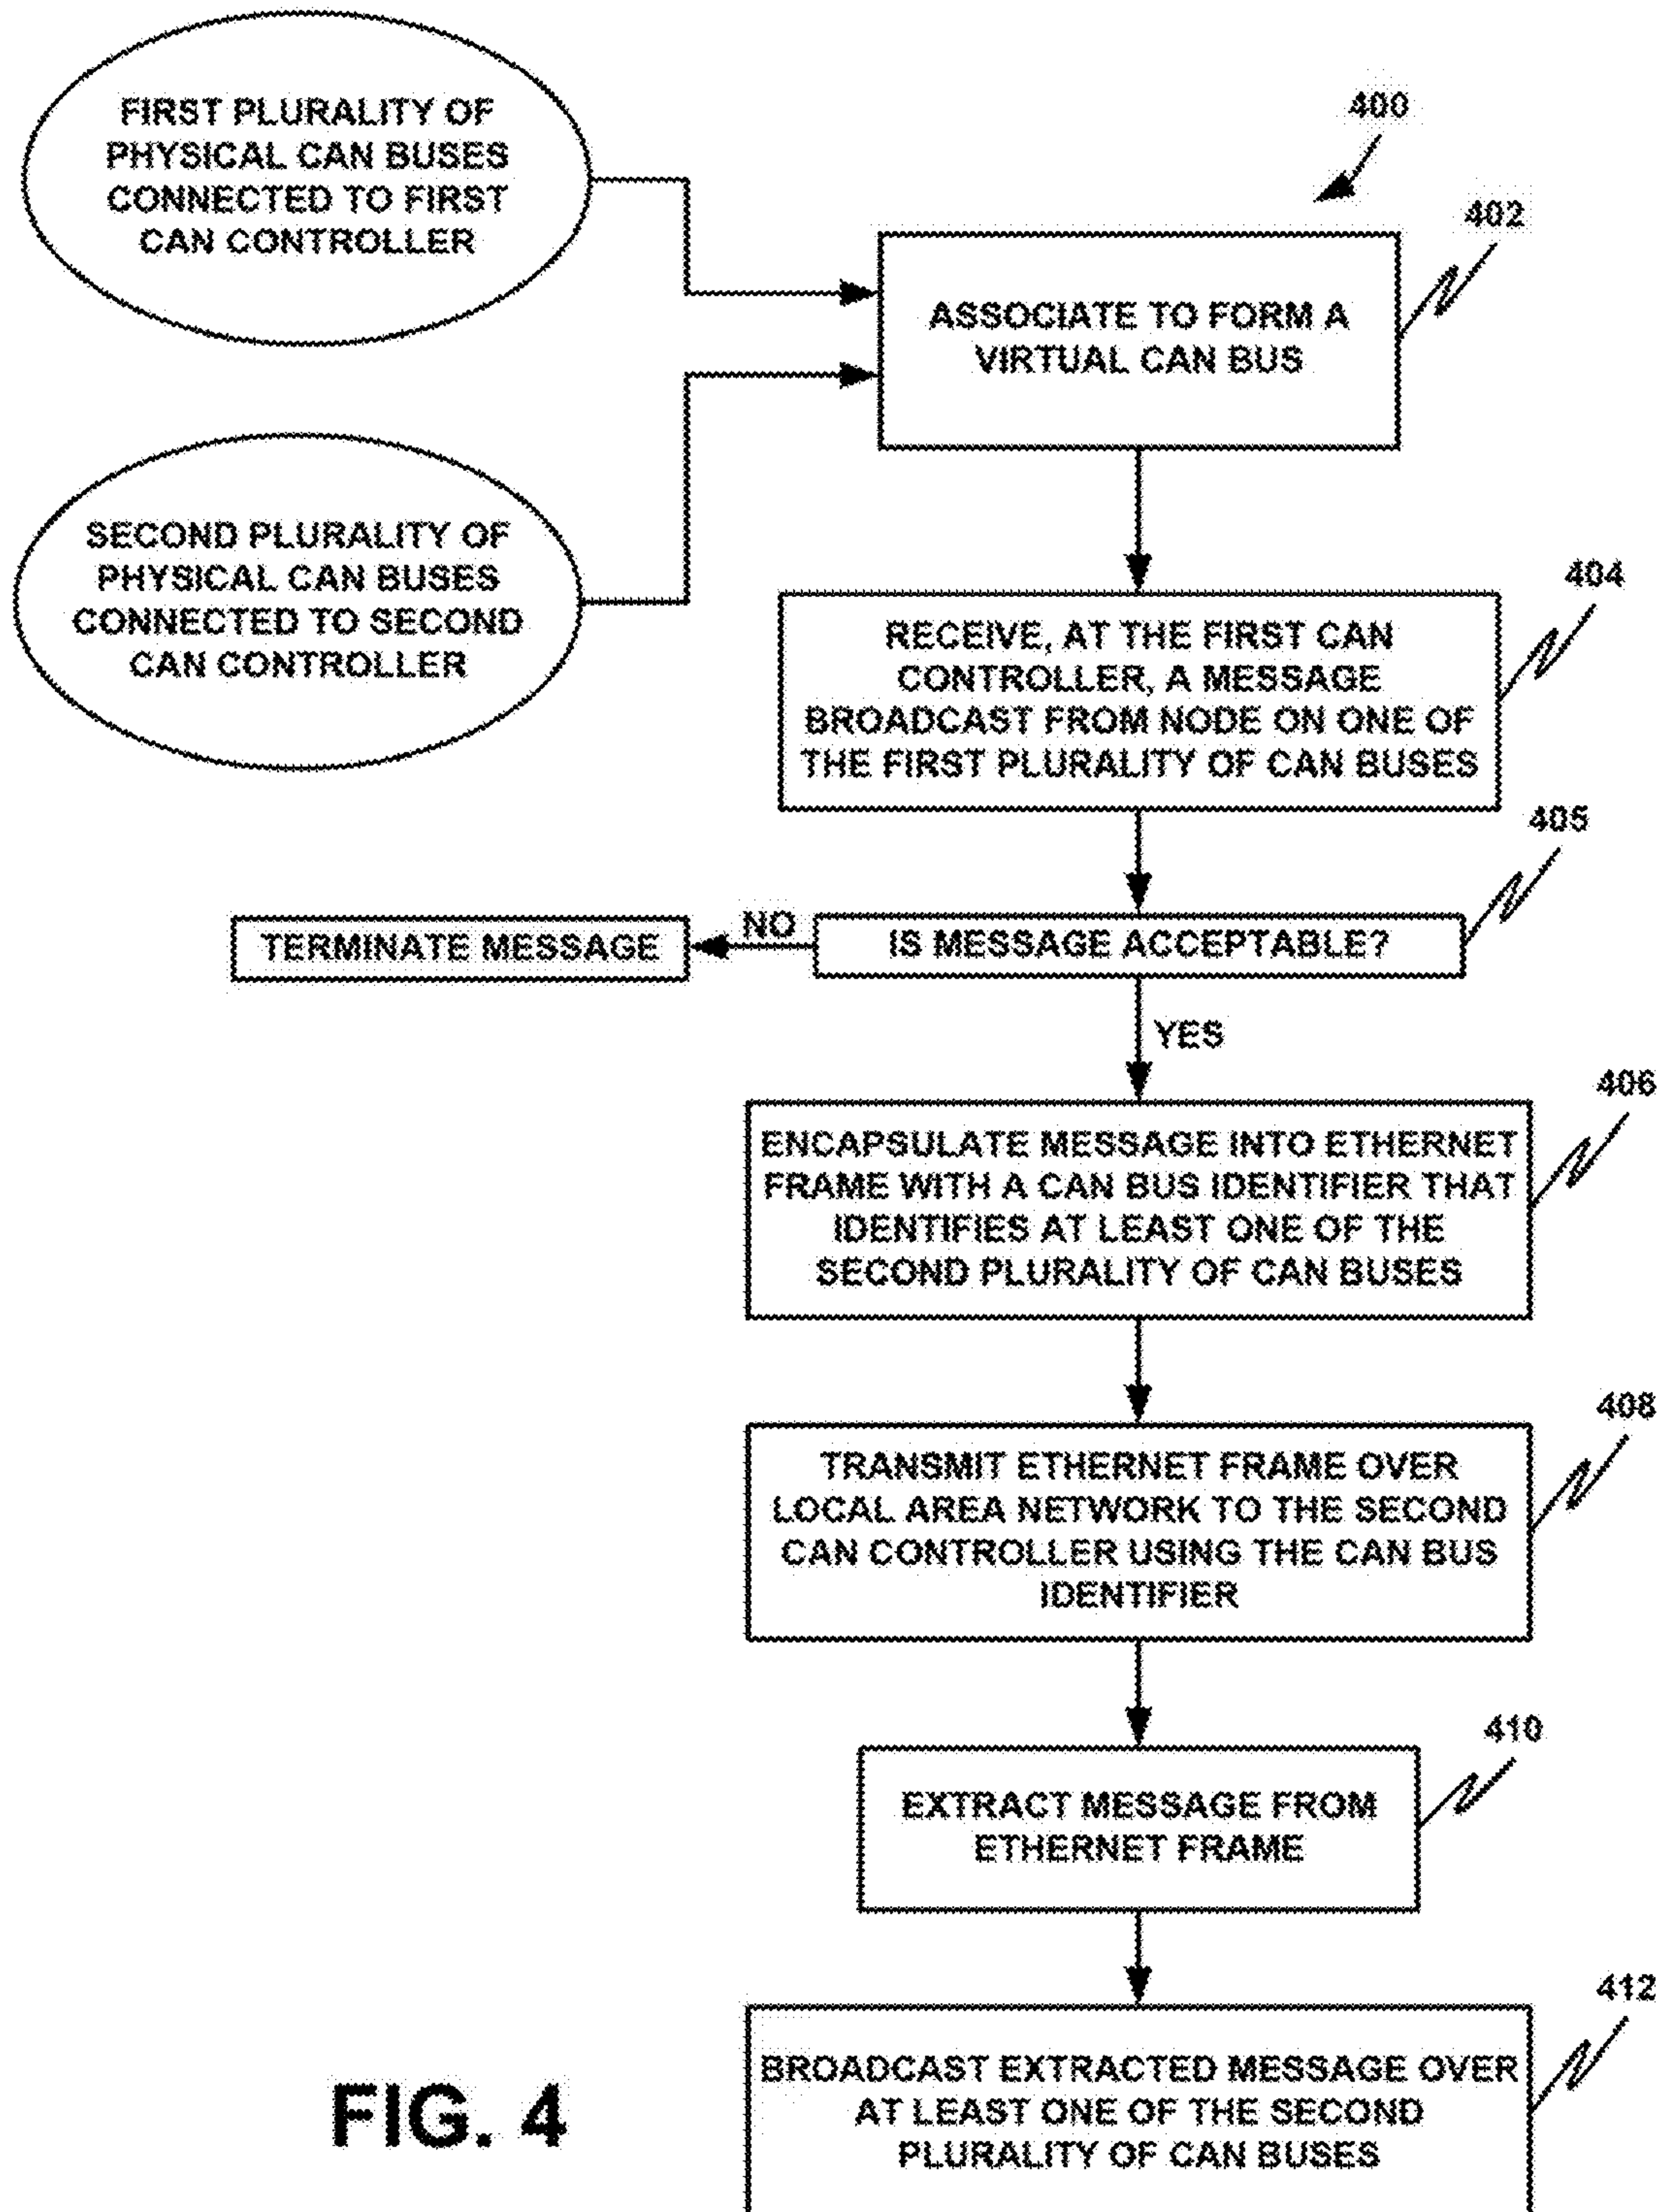 FIRST PLURALITY OF
PHYSICAL CAN BUSES
CONNECTED TO FIRST
CAN CONTROLLER
400
402
ASSOCIATE TO FORM A
VIRTUAL CAN BUS
SECOND PLURALITY OF
PHYSICAL CAN BUSES
CONNECTED TO SECOND
CAN CONTROLLER
404
RECEIVE, AT THE FIRST CAN
CONTROLLER, A MESSAGE
BROADCAST FROM NODE ON ONE OF
THE FIRST PLURALITY OF CAN BUSES
405
TERMINATE MESSAGE
NO
IS MESSAGE ACCEPTABLE?
YES
406
ENCAPSULATE MESSAGE INTO ETHERNET
FRAME WITH A CAN BUS IDENTIFIER THAT
IDENTIFIES AT LEAST ONE OF THE
SECOND PLURALITY OF CAN BUSES
408
TRANSMIT ETHERNET FRAME OVER
LOCAL AREA NETWORK TO THE SECOND
CAN CONTROLLER USING THE CAN BUS
IDENTIFIER
410
EXTRACT MESSAGE FROM
ETHERNET FRAME
412
BROADCAST EXTRACTED MESSAGE OVER
AT LEAST ONE OF THE SECOND
PLURALITY OF CAN BUSES
FIG. 4